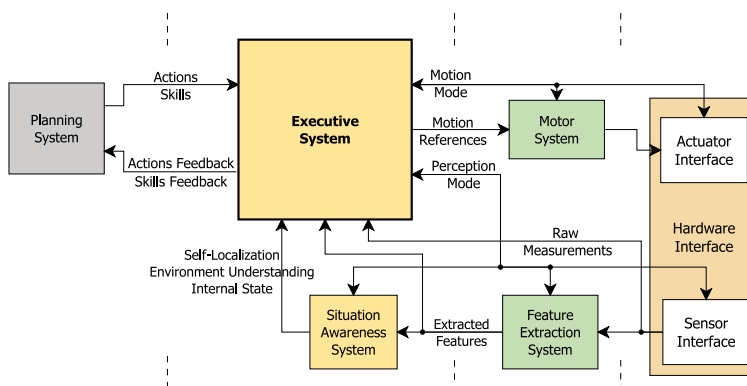 Planning
System
Actions
Skills
Actions Feedback
Skills Feedback
Executive
System
Motion
Mode
Motion
References
Perception
Mode
Motor
System
Actuator
Interface
Hardware
Interface
Raw
Measurements
Self-Localization
Environment Understanding
Internal State
Situation
Awareness
System
Extracted
Features
Feature
Extraction
System
Sensor
Interface